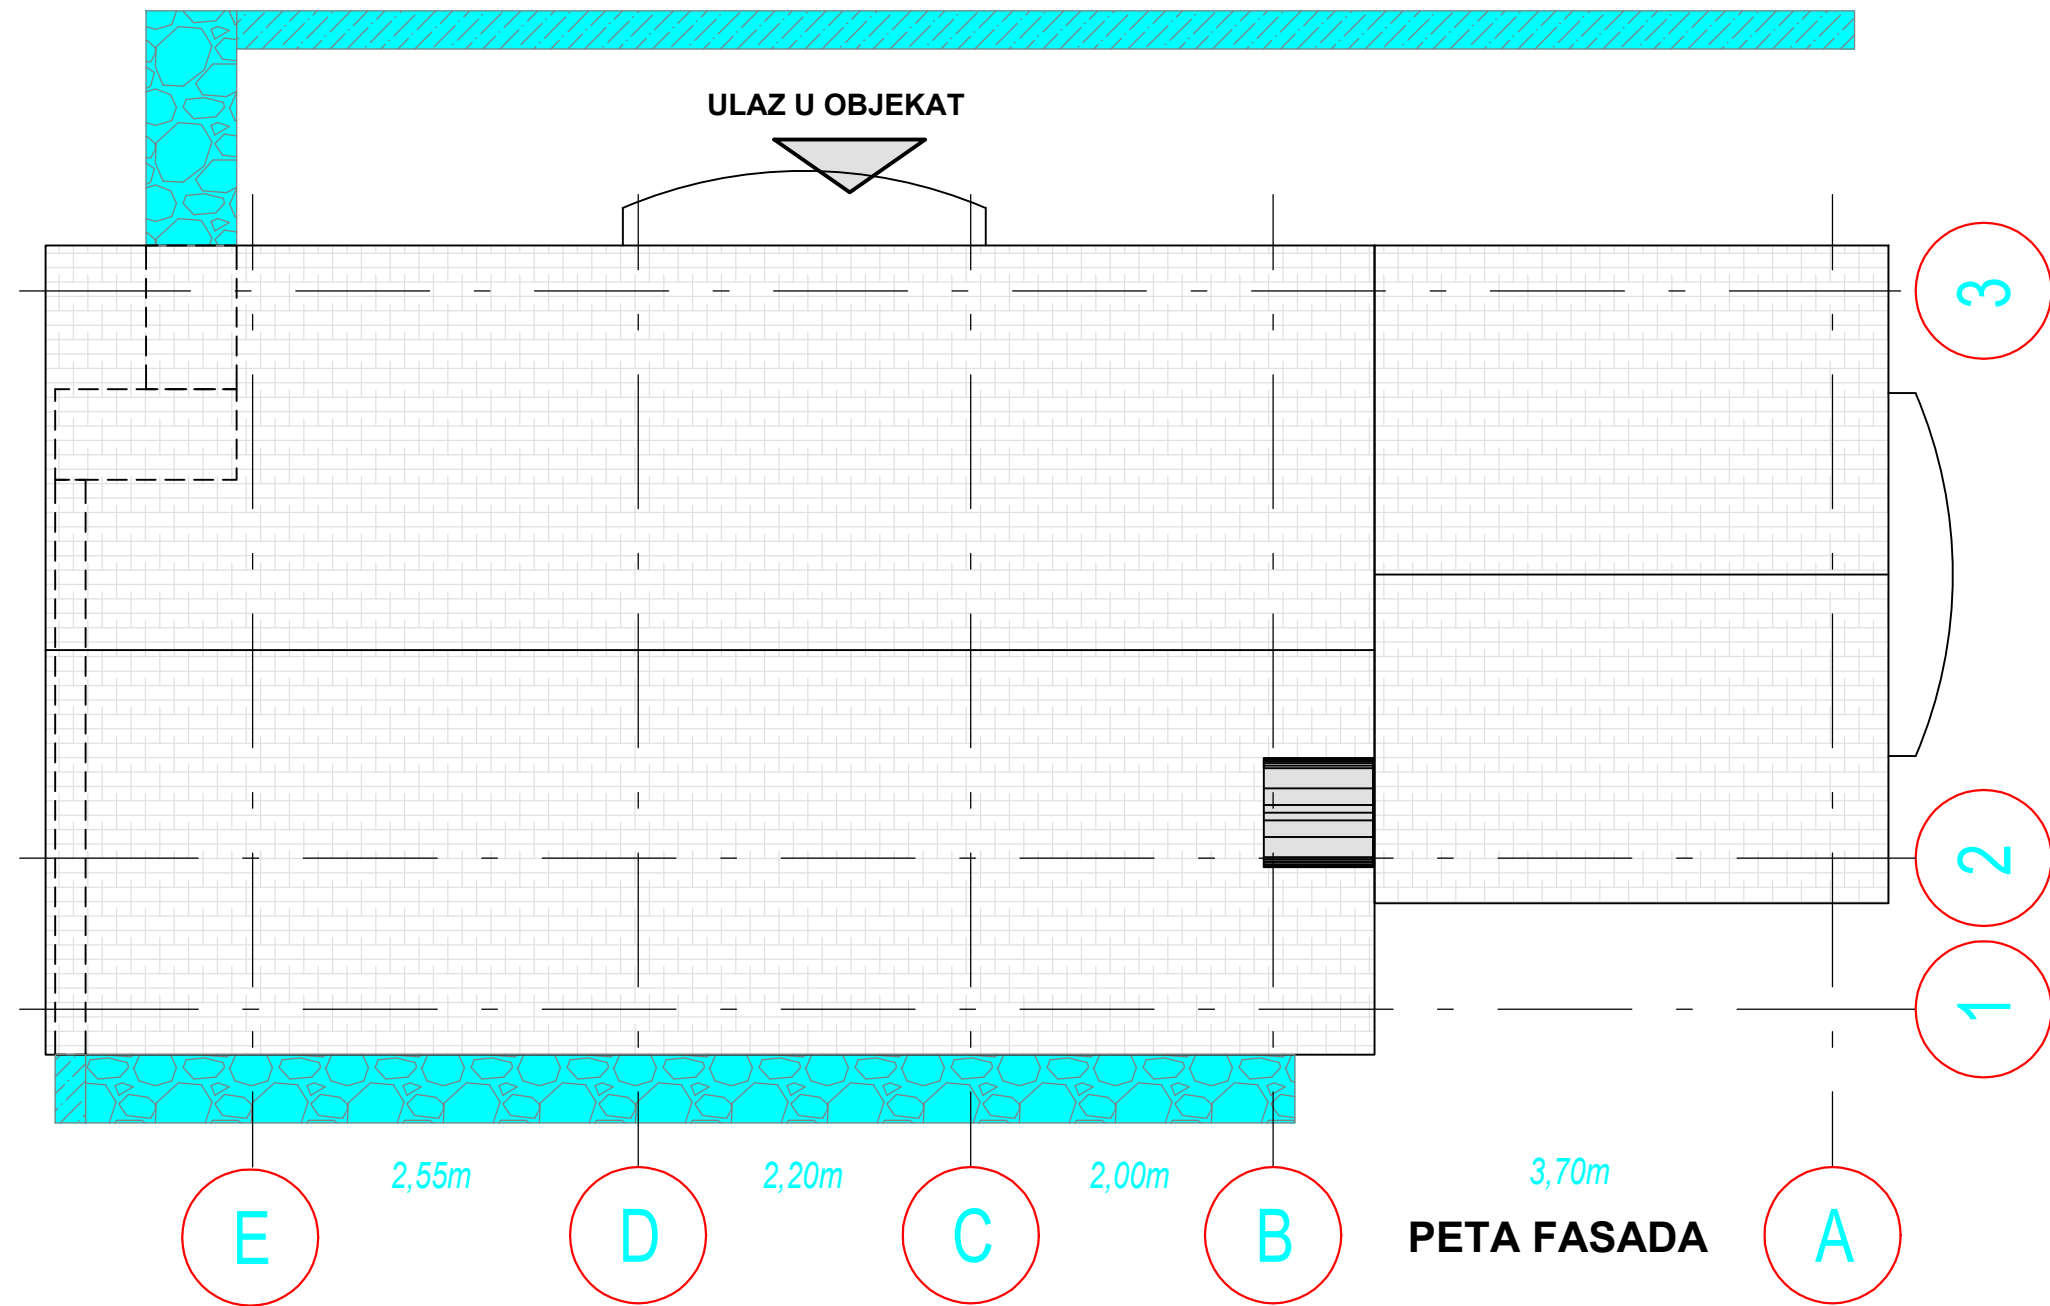 ULAZ U OBJEKAT
3
2
1
2,55m
2,20m
2,00m
3,70m
E
D
C
B
PETA FASADA
A